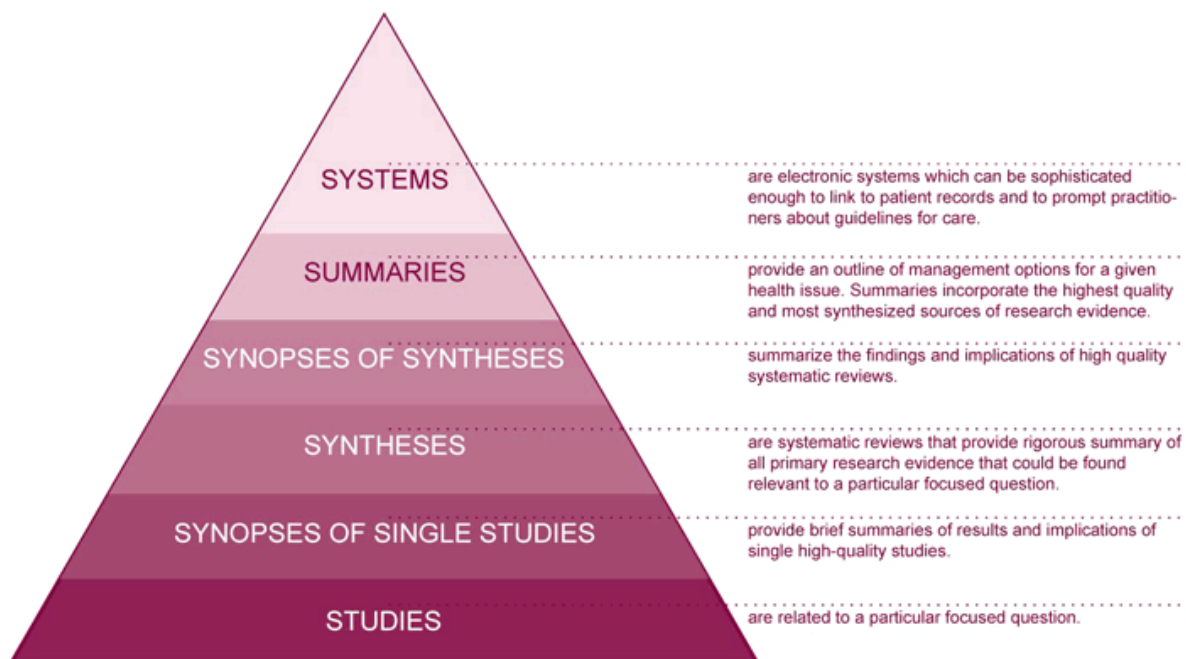 SYSTEMS
are electronic systems which can be sophisticated
enough to link to patient records and to prompt practitio-
ners about guidelines for care.
SUMMARIES
provide an outline of management options for a given
health issue. Summaries incorporate the highest quality
and most synthesized sources of research evidence.
SYNOPSES OF SYNTHESES
summarize the findings and implications of high quality
systematic reviews.
SYNTHESES
are systematic reviews that provide rigorous summary of
all primary research evidence that could be found
relevant to a particular focused question.
SYNOPSES OF SINGLE STUDIES
provide brief summaries of results and implications of
single high-quality studies.
STUDIES
are related to a particular focused question.